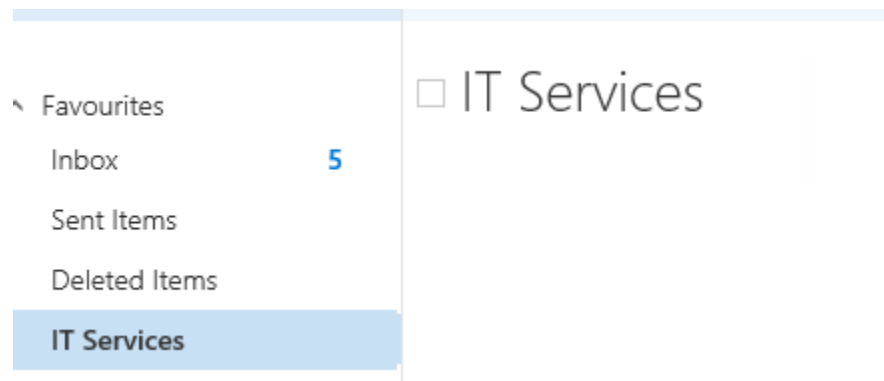 Favourites
Inbox 5
Sent Items
Deleted Items
IT Services
IT Services